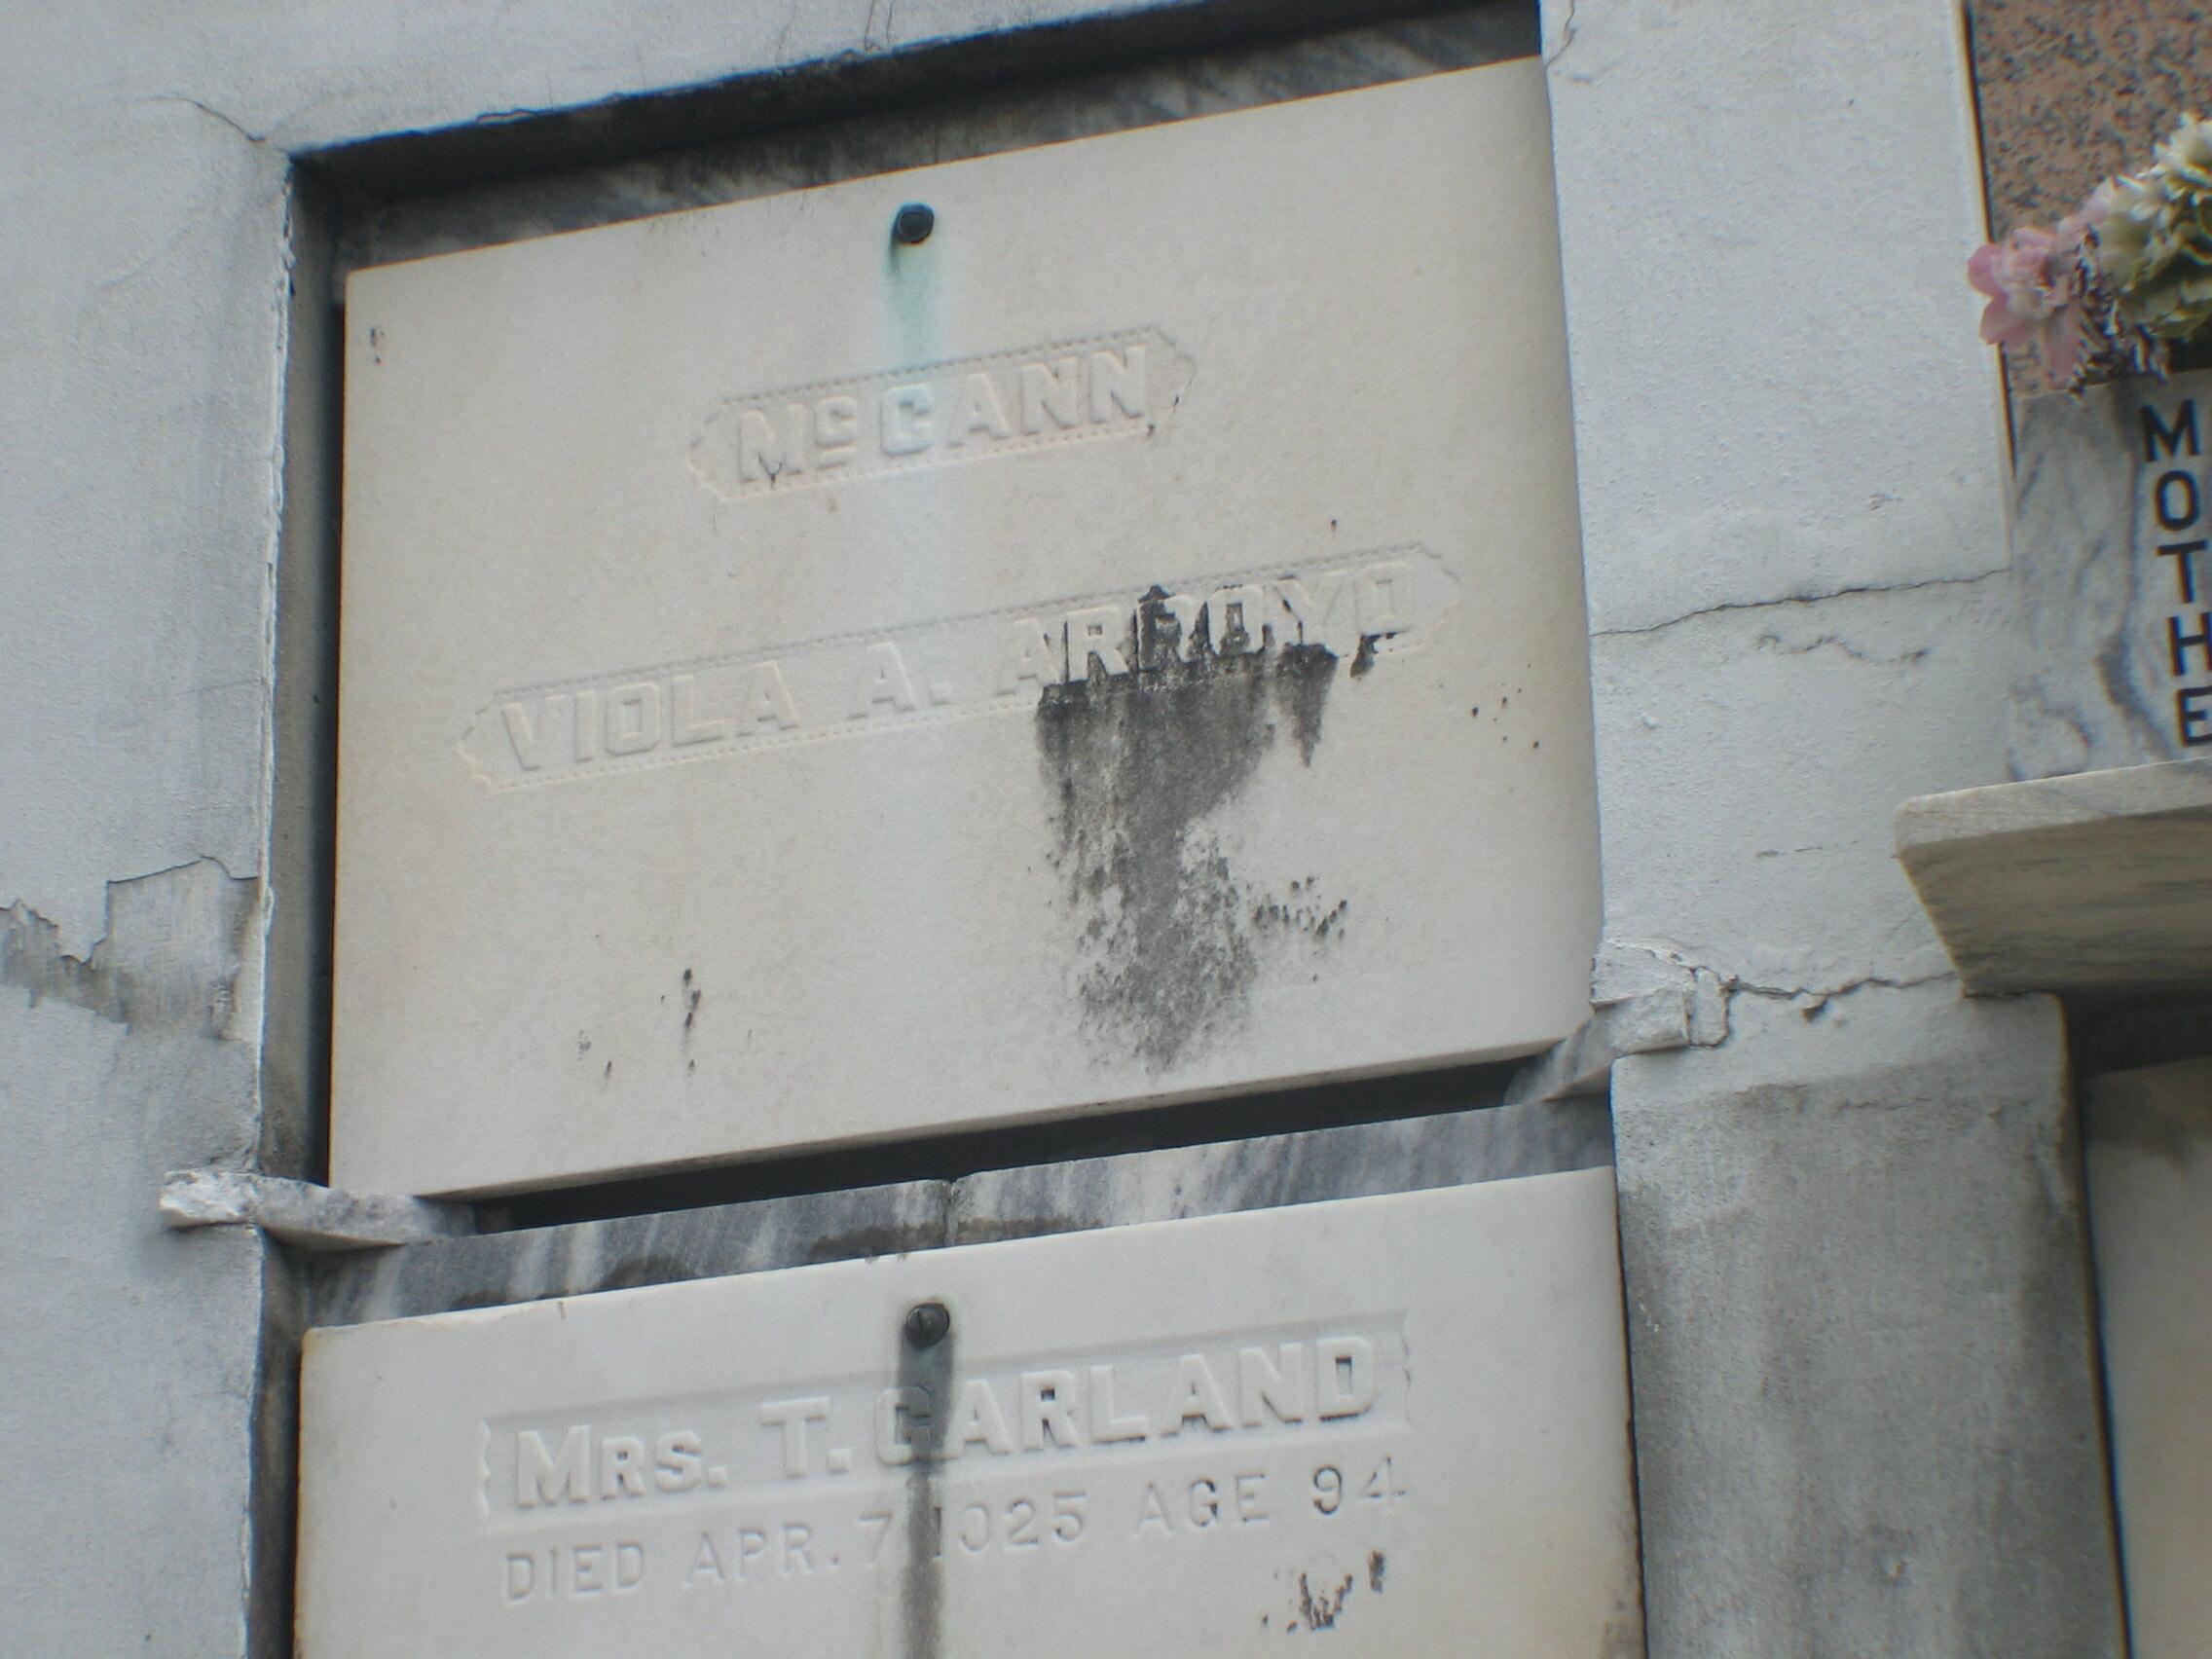 McCANN
VIOLA A. ARROYO
MRS. T. GARLAND
DIED APR. 7 1925 AGE 94
MOTHE